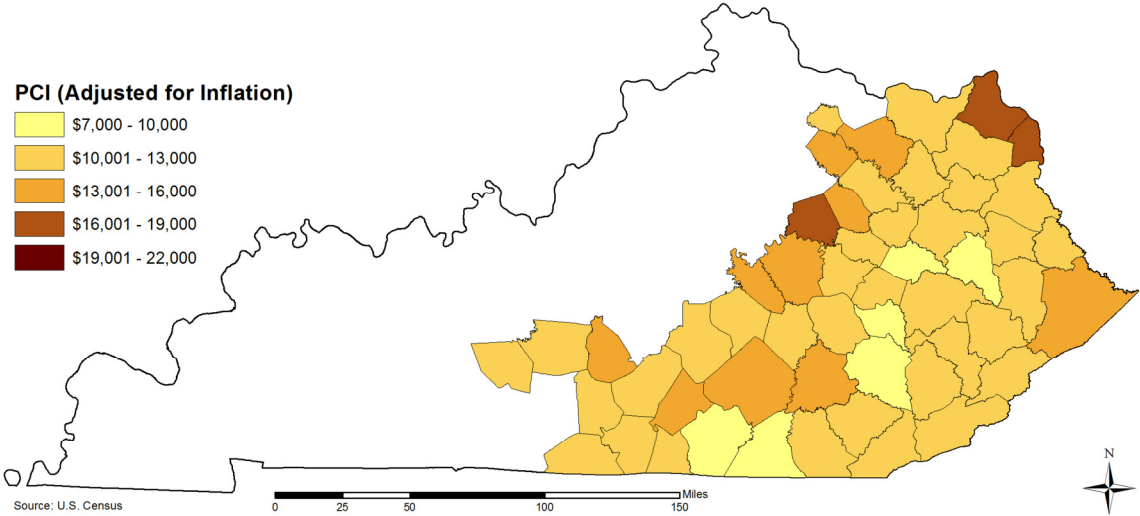 PCI (Adjusted for Inflation)
$7,000 - 10,000
$10,001 - 13,000
$13,001 - 16,000
$16,001 - 19,000
$19,001 - 22,000
N
Miles
0 25 50 100 150
Source: U.S. Census